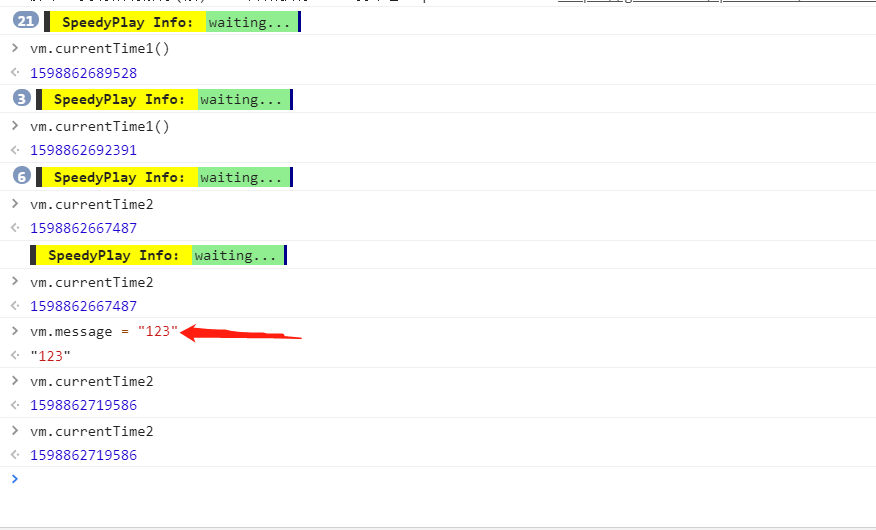 21 SpeedyPlay Info: waiting...
> vm.currentTime1()
1598862689528
3 SpeedyPlay Info: waiting...
> vm.currentTime1()
1598862692391
6 SpeedyPlay Info: waiting...
> vm.currentTime2
1598862667487
SpeedyPlay Info: waiting...
> vm.currentTime2
1598862667487
> vm.message = "123"
"123"
> vm.currentTime2
1598862719586
> vm.currentTime2
1598862719586
>